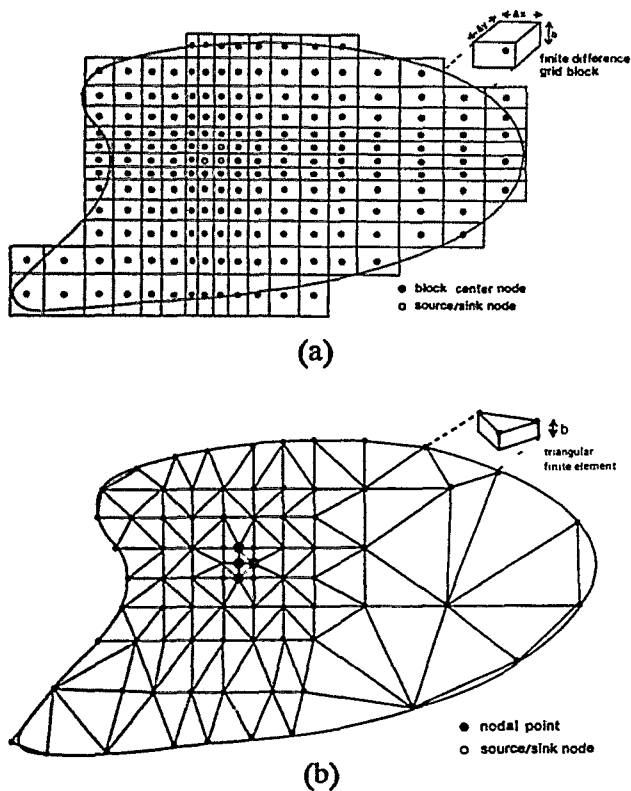 Δy Δx
b
finite difference
grid block
● block center node
○ source/sink node
(a)
b
triangular
finite element
● nodal point
○ source/sink node
(b)